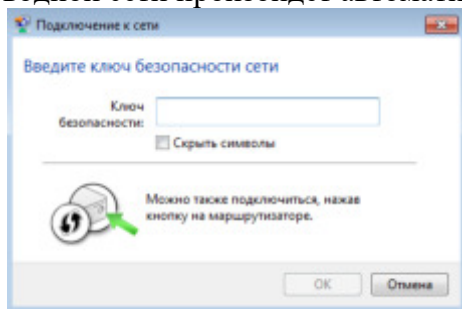 Подключение к сети
Введите ключ безопасности сети
Ключ
безопасности:
Скрыть символы
Можно также подключиться, нажав
кнопку на маршрутизаторе.
OK
Отмена